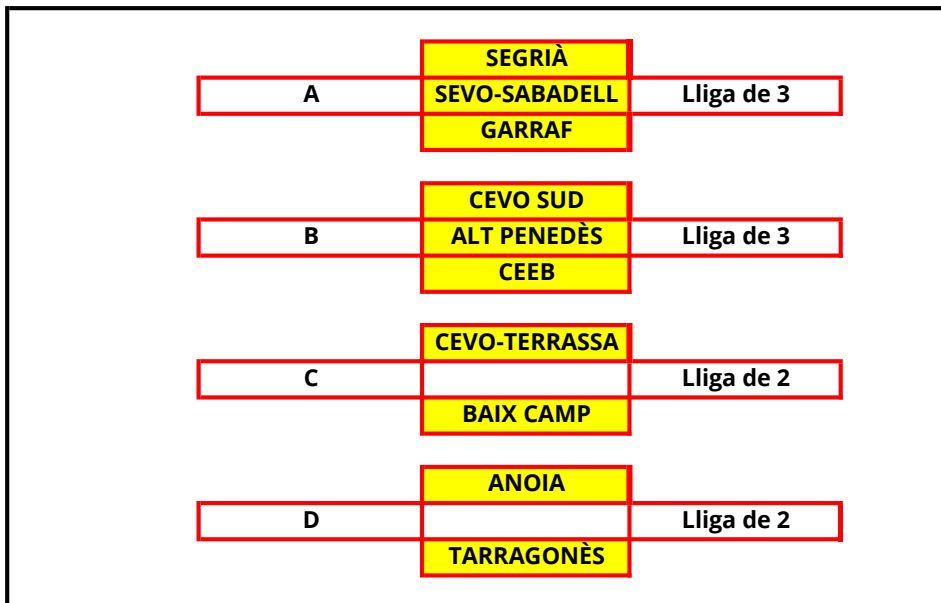 SEGRIÀ
A SEVO-SABADELL Lliga de 3
GARRAF
CEVO SUD
B ALT PENEDÈS Lliga de 3
CEEB
CEVO-TERRASSA
C Lliga de 2
BAIX CAMP
ANOIA
D Lliga de 2
TARRAGONÈS